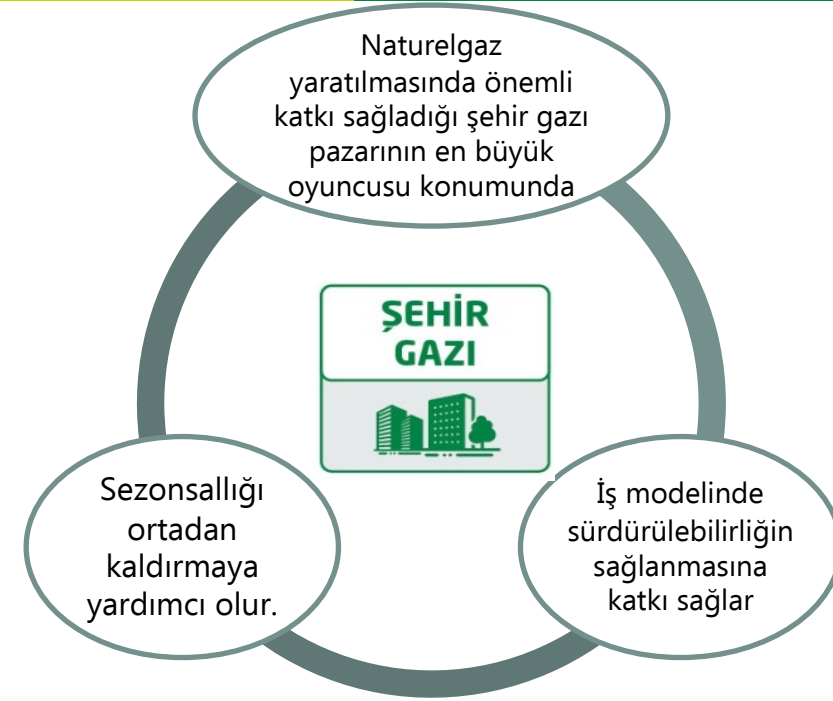 Naturelgaz
yaratılmasında önemli
katkı sağladığı şehir gazı
pazarının en büyük
oyuncusu konumunda
ŞEHİR
GAZI
Sezonsallığı
ortadan
kaldırmaya
yardımcı olur.
İş modelinde
sürdürülebilirliğin
sağlanmasına
katkı sağlar